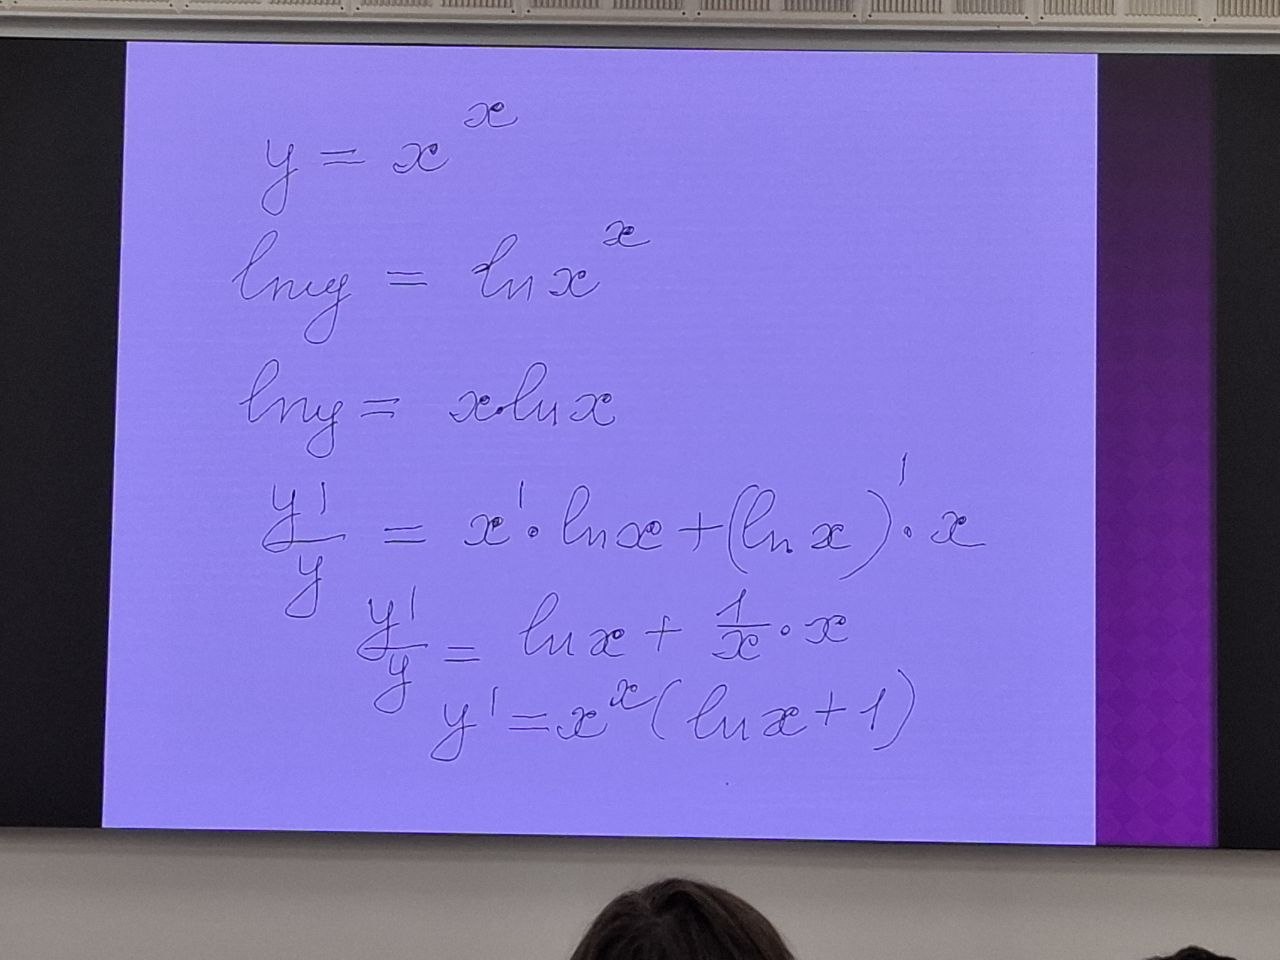 y = x^x
ln y = ln x^x
ln y = x·ln x
y'/y = x'·ln x + (ln x)'·x
y'/y = ln x + 1/x·x
y' = x^x(ln x + 1)